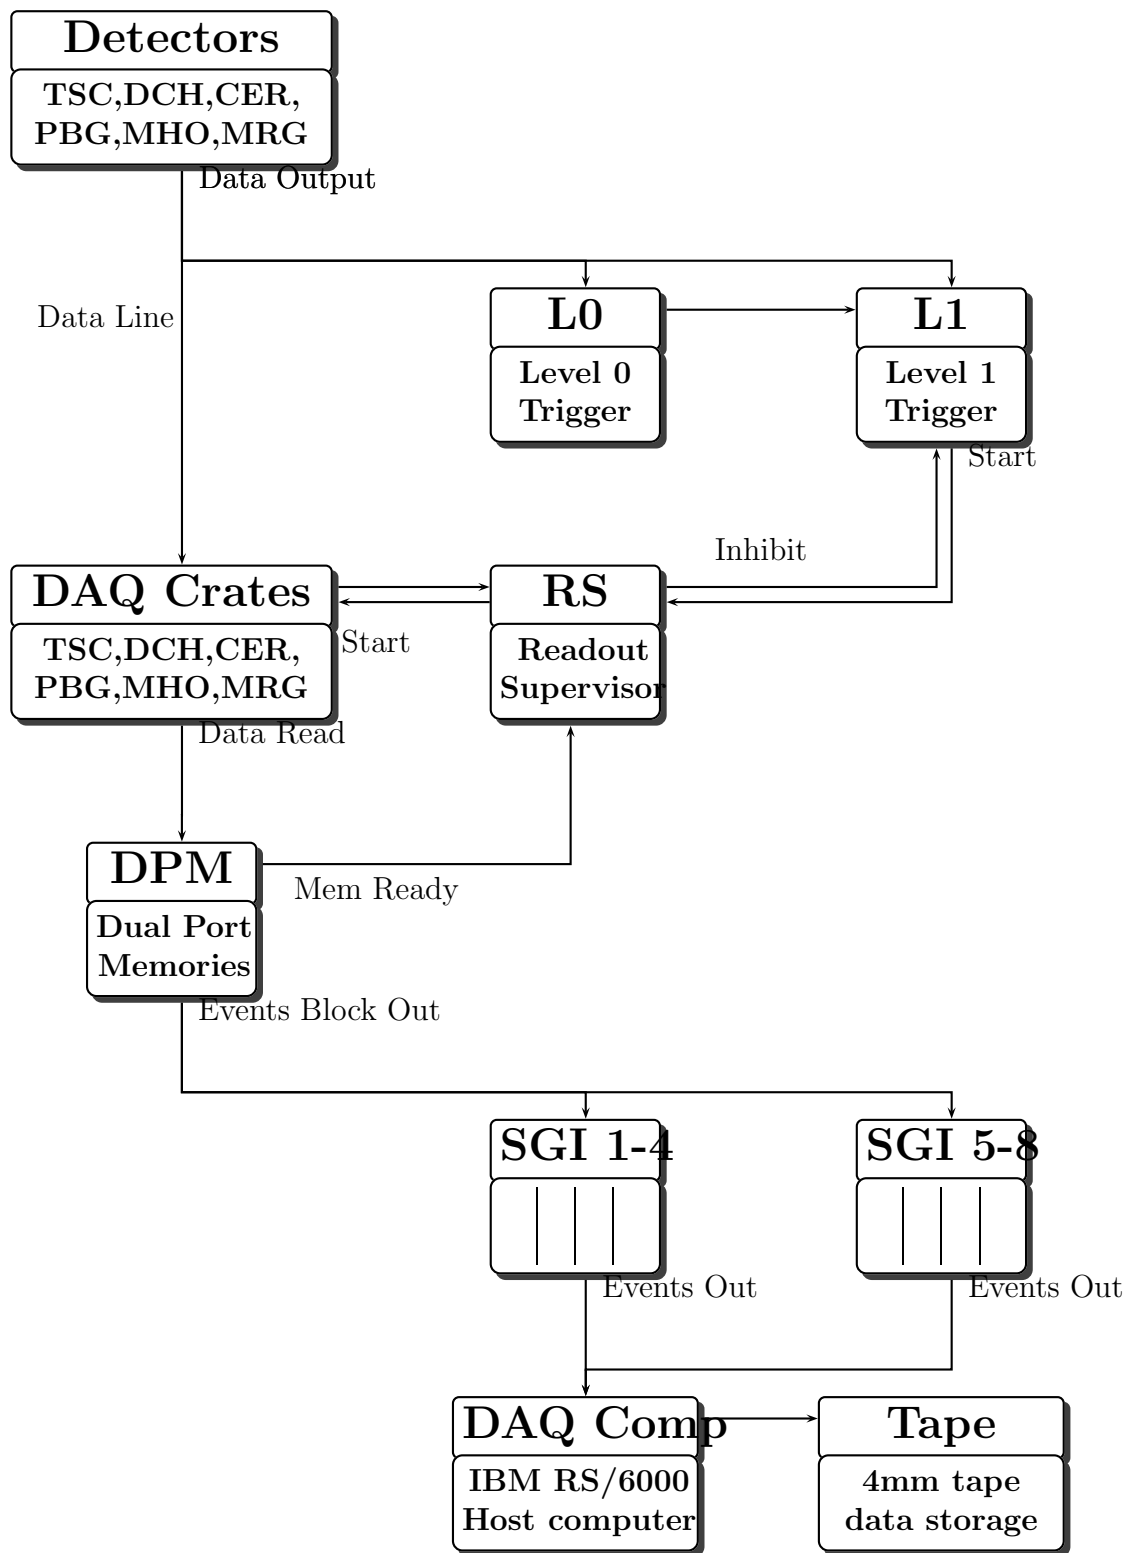 Detectors
TSC,DCH,CER,
PBG,MHO,MRG
Data Output
Data Line
L0
Level 0
Trigger
L1
Level 1
Trigger
Start
Inhibit
DAQ Crates
TSC,DCH,CER,
PBG,MHO,MRG
Start
RS
Readout
Supervisor
Data Read
DPM
Dual Port
Memories
Mem Ready
Events Block Out
SGI 1-4
SGI 5-8
Events Out
Events Out
DAQ Comp
IBM RS/6000
Host computer
Tape
4mm tape
data storage